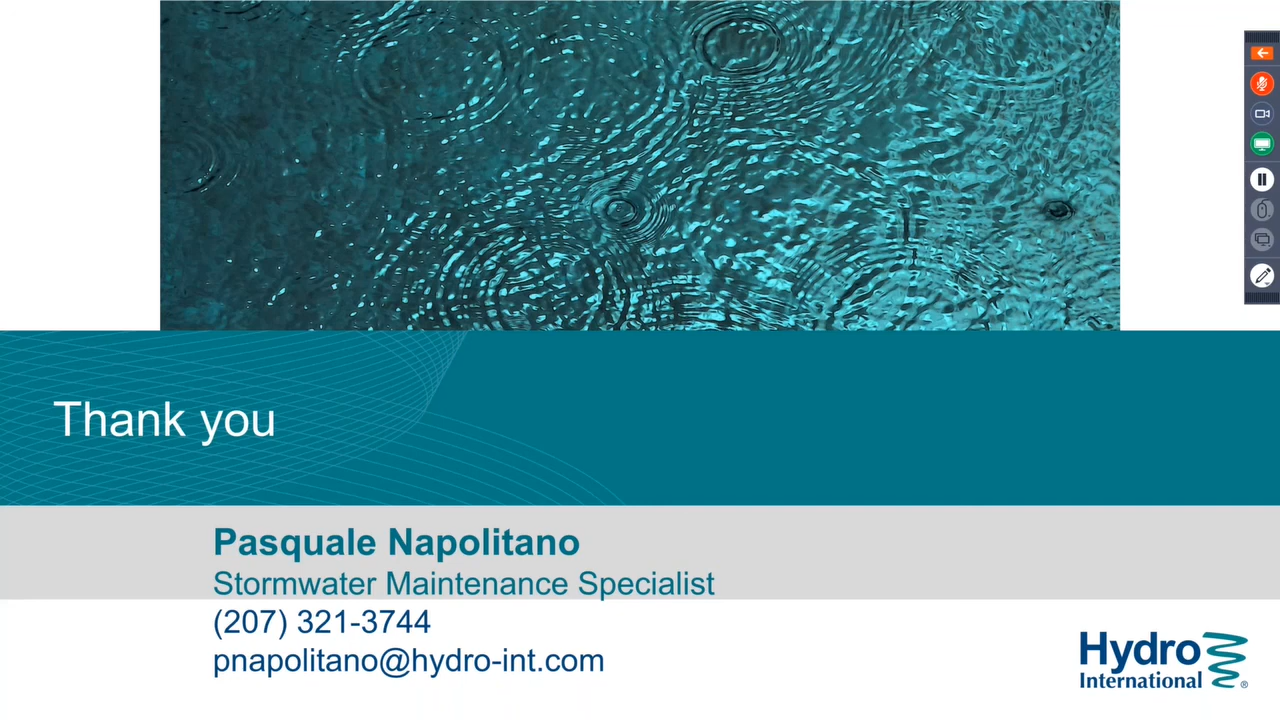 Thank you
Pasquale Napolitano
Stormwater Maintenance Specialist
(207) 321-3744
pnapolitano@hydro-int.com
Hydro
International ®